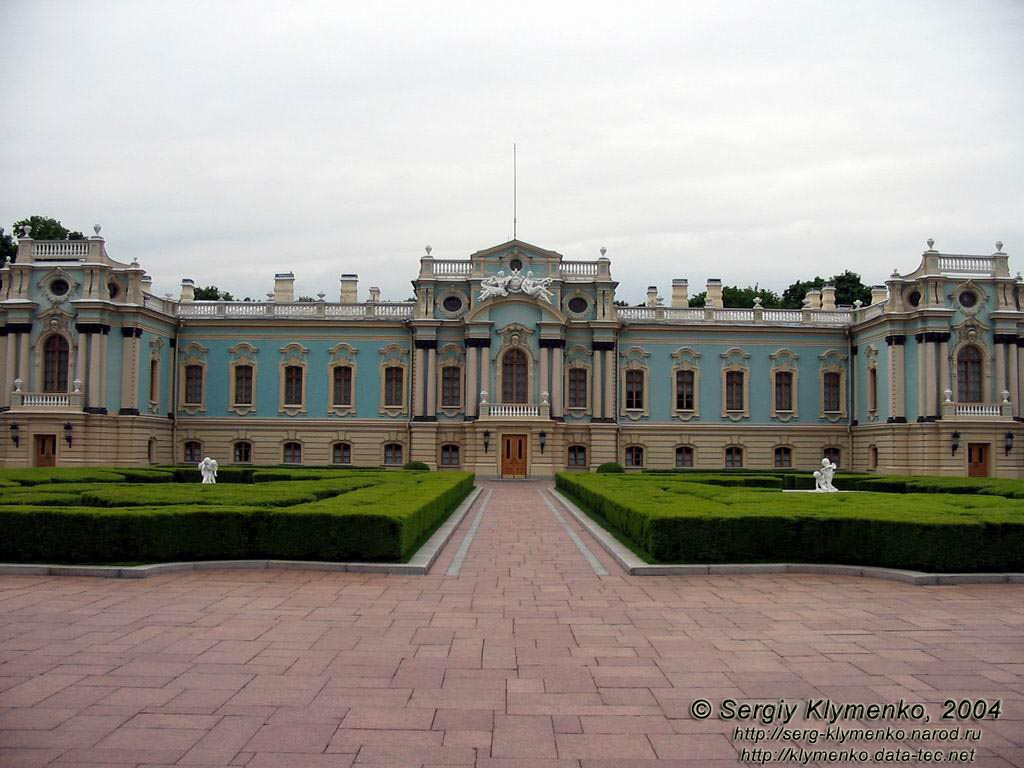 © Sergiy Klymenko, 2004
http://serg-klymenko.narod.ru
http://klymenko.data-tec.net